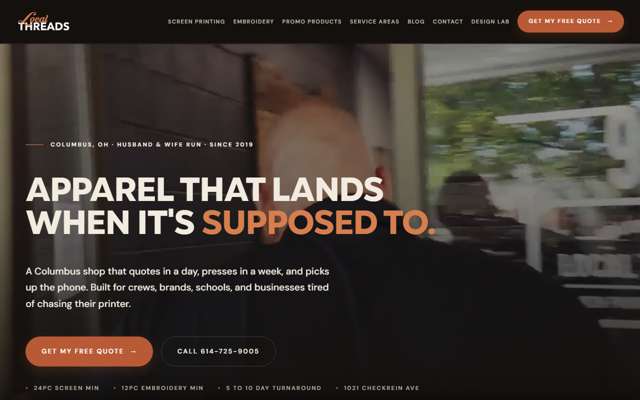 Local
THREADS
SCREEN PRINTING EMBROIDERY PROMO PRODUCTS SERVICE AREAS BLOG CONTACT DESIGN LAB GET MY FREE QUOTE →
COLUMBUS, OH · HUSBAND & WIFE RUN · SINCE 2019
APPAREL THAT LANDS
WHEN IT'S SUPPOSED TO.
A Columbus shop that quotes in a day, presses in a week, and picks
up the phone. Built for crews, brands, schools, and businesses tired
of chasing their printer.
GET MY FREE QUOTE → CALL 614-725-9005
• 24PC SCREEN MIN • 12PC EMBROIDERY MIN • 5 TO 10 DAY TURNAROUND • 1021 CHECKREIN AVE